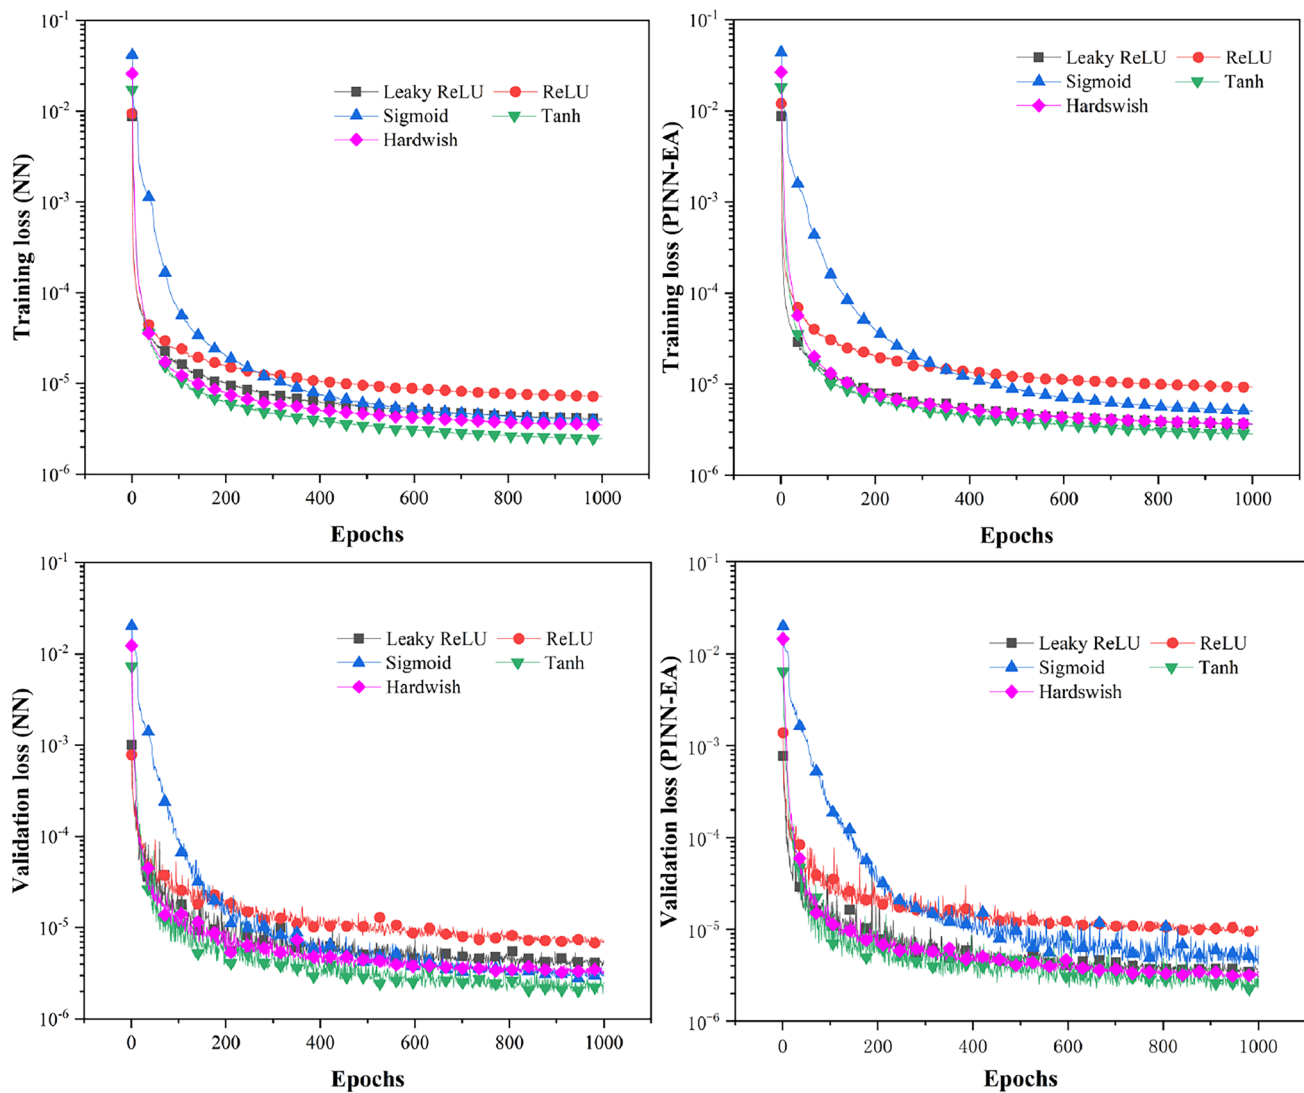 Training loss (NN)
10⁻¹
10⁻²
10⁻³
10⁻⁴
10⁻⁵
10⁻⁶
Leaky ReLU ReLU
Sigmoid Tanh
Hardwish
0 200 400 600 800 1000
Epochs
Training loss (PINN-EA)
10⁻¹
10⁻²
10⁻³
10⁻⁴
10⁻⁵
10⁻⁶
Leaky ReLU ReLU
Sigmoid Tanh
Hardswish
0 200 400 600 800 1000
Epochs
Validation loss (NN)
10⁻¹
10⁻²
10⁻³
10⁻⁴
10⁻⁵
10⁻⁶
Leaky ReLU ReLU
Sigmoid Tanh
Hardwish
0 200 400 600 800 1000
Epochs
Validation loss (PINN-EA)
10⁻¹
10⁻²
10⁻³
10⁻⁴
10⁻⁵
10⁻⁶
Leaky ReLU ReLU
Sigmoid Tanh
Hardswish
0 200 400 600 800 1000
Epochs